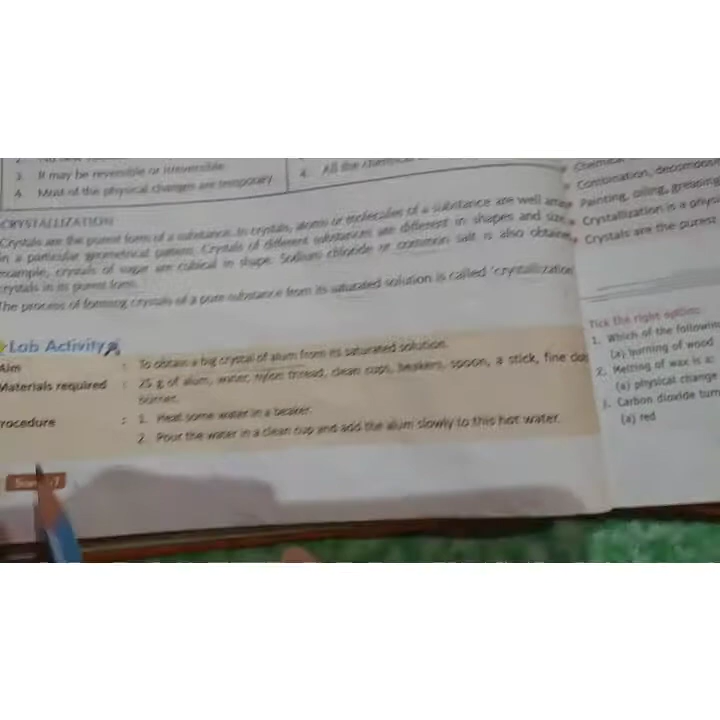 3. It may be reversible or irreversible.
4. Most of the physical changes are temporary.
4. All the
CRYSTALLIZATION
Crystals are the purest form of a substance. In crystals, atoms or molecules of a substance are well
in a particular geometrical pattern. Crystals of different substances are different in shapes and size
example, crystals of sugar are cubical in shape. Sodium chloride or common salt is also obtaine
crystals in its purest form.
The process of forming crystals of a pure substance from its saturated solution is called 'crystallization
Lab Activity
Aim : To obtain a big crystal of alum from its saturated solution.
Materials required : 25 g of alum, water, nylon thread, clean cups, beakers, spoon, a stick, fine
burner.
rocedure : 1. Heat some water in a beaker.
2. Pour the water in a clean cup and add the alum slowly to this hot water.
Combination,
Painting, oiling, greasing
Crystallization is a physi
Crystals are the purest
Tick the right option:
1. Which of the followin
(a) burning of wood
2. Melting of wax is a:
(a) physical change
3. Carbon dioxide turn
(a) red